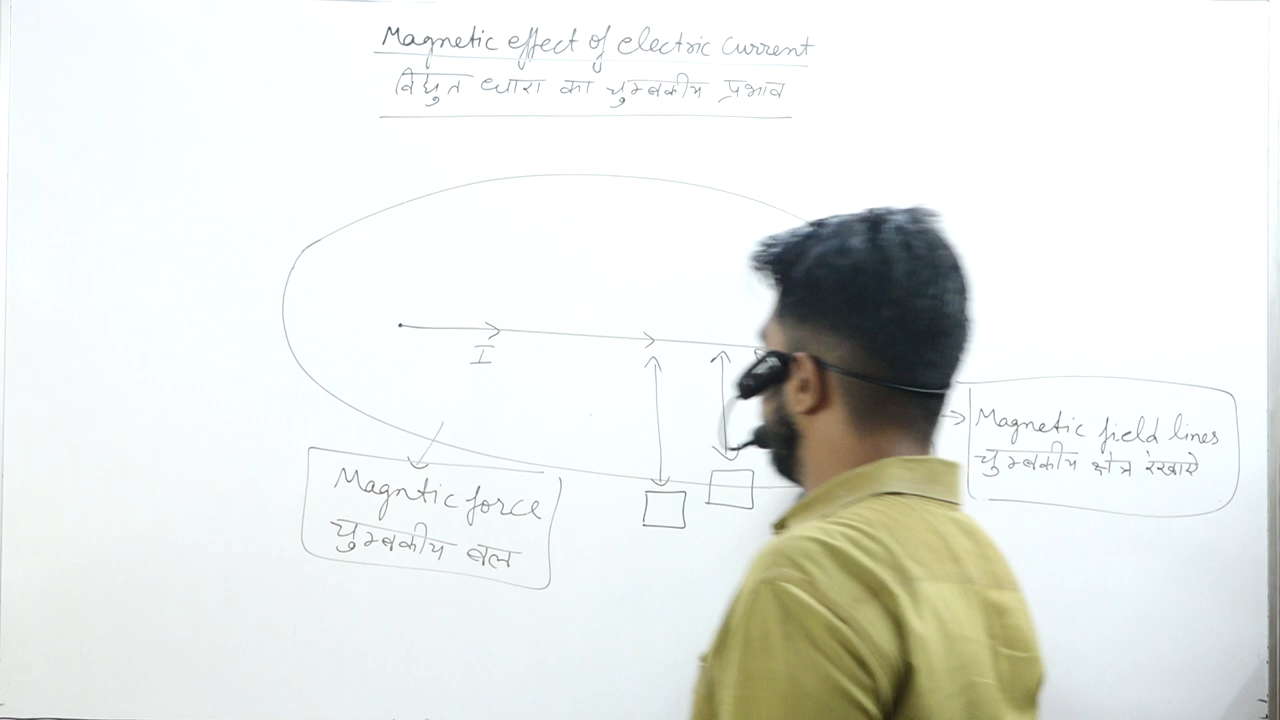 Magnetic effect of electric current
विद्युत धारा का चुम्बकीय प्रभाव
I
Magntic force
चुम्बकीय बल
Magnetic field lines
चुम्बकीय क्षेत्र रेखाएं